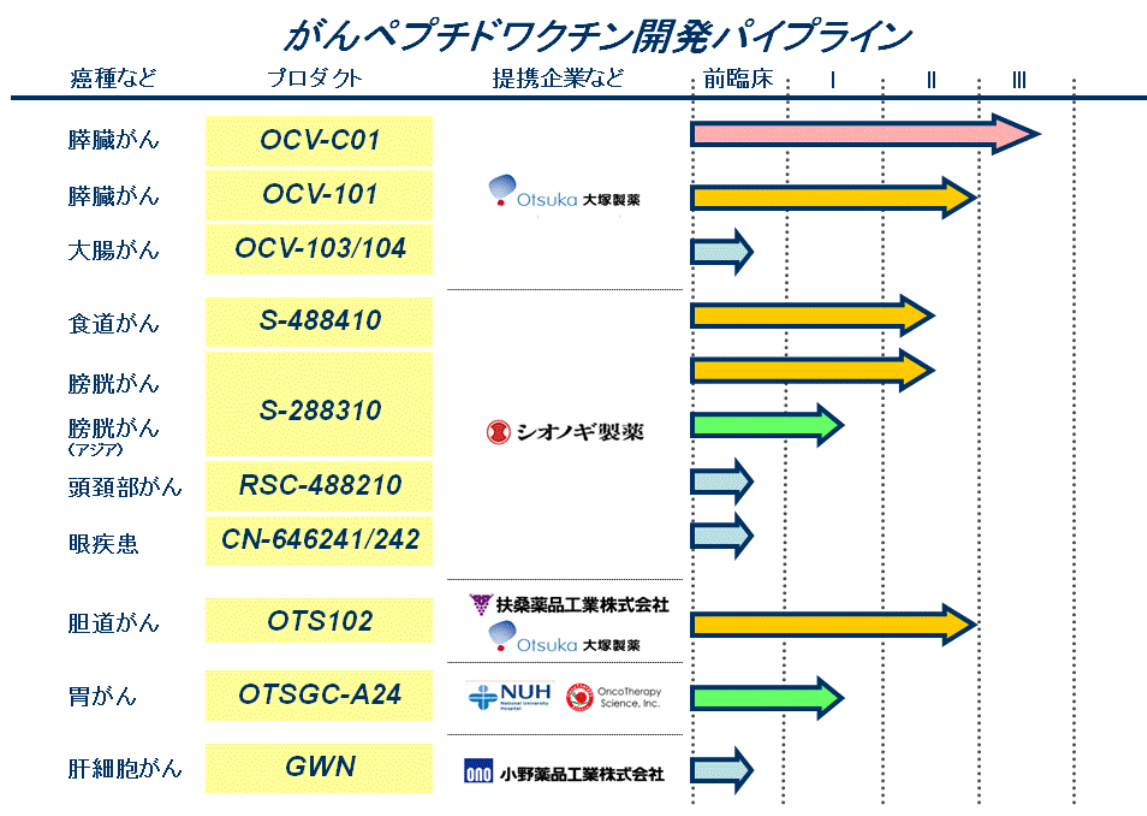 がんペプチドワクチン開発パイプライン
癌種など プロダクト 提携企業など 前臨床 I II III
膵臓がん OCV-C01
膵臓がん OCV-101
Otsuka 大塚製薬
大腸がん OCV-103/104
食道がん S-488410
膀胱がん
S-288310
膀胱がん
(アジア)
シオノギ製薬
頭頚部がん RSC-488210
眼疾患 CN-646241/242
胆道がん OTS102
扶桑薬品工業株式会社
Otsuka 大塚製薬
胃がん OTSGC-A24
NUH
National University
Hospital
OncoTherapy
Science, Inc.
肝細胞がん GWN
ono 小野薬品工業株式会社